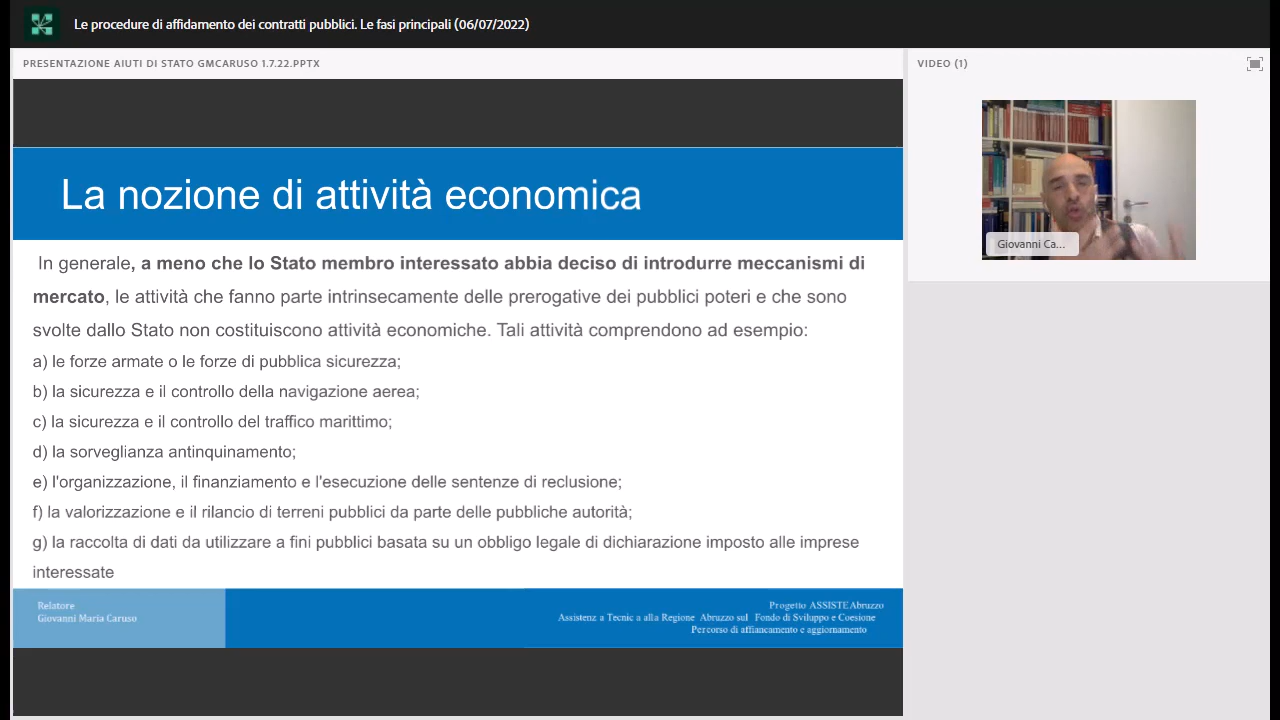 Le procedure di affidamento dei contratti pubblici. Le fasi principali (06/07/2022)
PRESENTAZIONE AIUTI DI STATO GMCARUSO 1.7.22.PPTX
VIDEO (1)
La nozione di attività economica
In generale, a meno che lo Stato membro interessato abbia deciso di introdurre meccanismi di
mercato, le attività che fanno parte intrinsecamente delle prerogative dei pubblici poteri e che sono
svolte dallo Stato non costituiscono attività economiche. Tali attività comprendono ad esempio:
a) le forze armate o le forze di pubblica sicurezza;
b) la sicurezza e il controllo della navigazione aerea;
c) la sicurezza e il controllo del traffico marittimo;
d) la sorveglianza antinquinamento;
e) l'organizzazione, il finanziamento e l'esecuzione delle sentenze di reclusione;
f) la valorizzazione e il rilancio di terreni pubblici da parte delle pubbliche autorità;
g) la raccolta di dati da utilizzare a fini pubblici basata su un obbligo legale di dichiarazione imposto alle imprese
interessate
Relatore
Giovanni Maria Caruso
Progetto ASSISTEAbruzzo
Assistenz a Tecnic a alla Regione Abruzzo sul Fondo di Sviluppo e Coesione
Percorso di affiancamento e aggiornamento
Giovanni Ca...